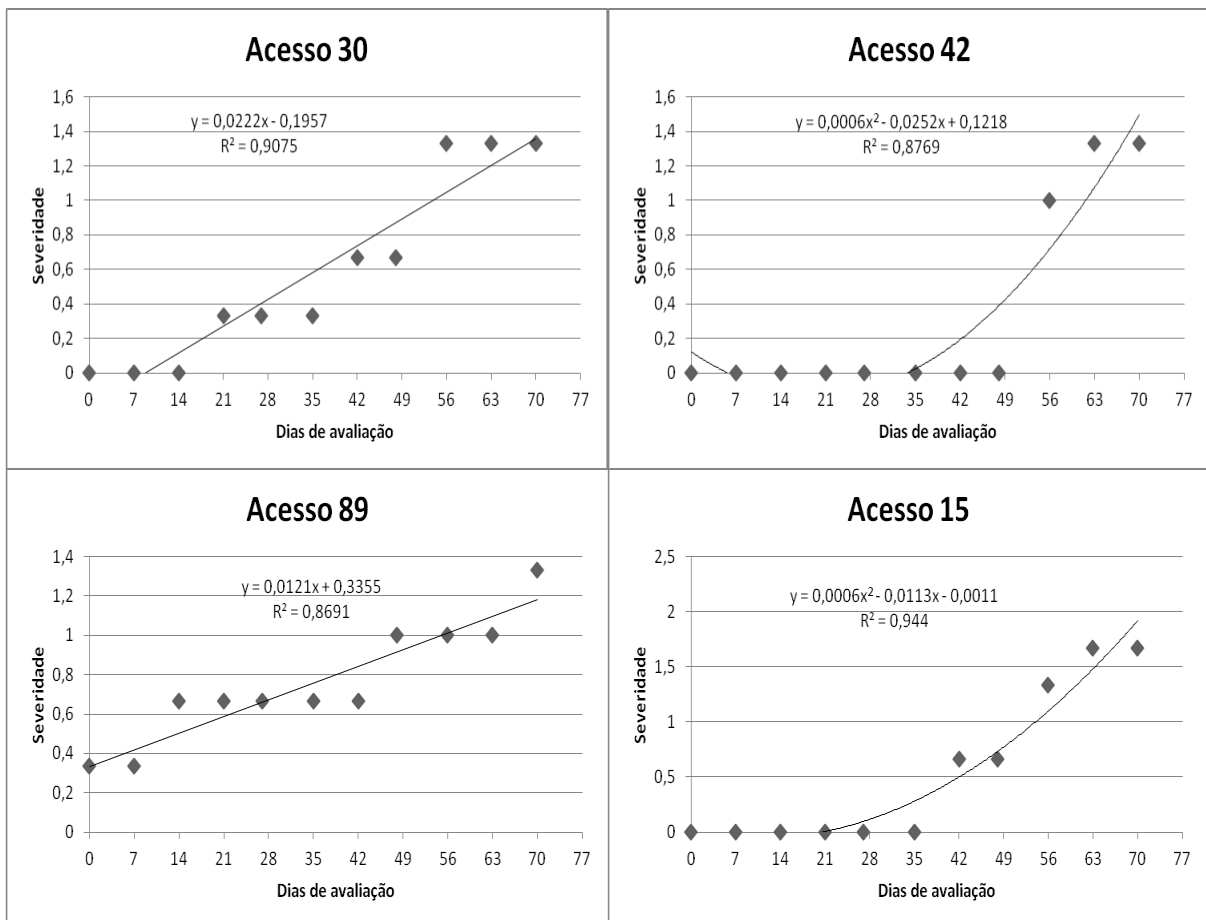 Acesso 30
1,6
1,4
1,2
1
0,8
0,6
0,4
0,2
0
Severidade
y = 0,0222x - 0,1957
R² = 0,9075
0 7 14 21 28 35 42 49 56 63 70 77
Dias de avaliação
Acesso 42
1,6
1,4
1,2
1
0,8
0,6
0,4
0,2
0
Severidade
y = 0,0006x² - 0,0252x + 0,1218
R² = 0,8769
0 7 14 21 28 35 42 49 56 63 70 77
Dias de avaliação
Acesso 89
1,4
1,2
1
0,8
0,6
0,4
0,2
0
Severidade
y = 0,0121x + 0,3355
R² = 0,8691
0 7 14 21 28 35 42 49 56 63 70 77
Dias de avaliação
Acesso 15
2,5
2
1,5
1
0,5
0
Severidade
y = 0,0006x² - 0,0113x - 0,0011
R² = 0,944
0 7 14 21 28 35 42 49 56 63 70 77
Dias de avaliação